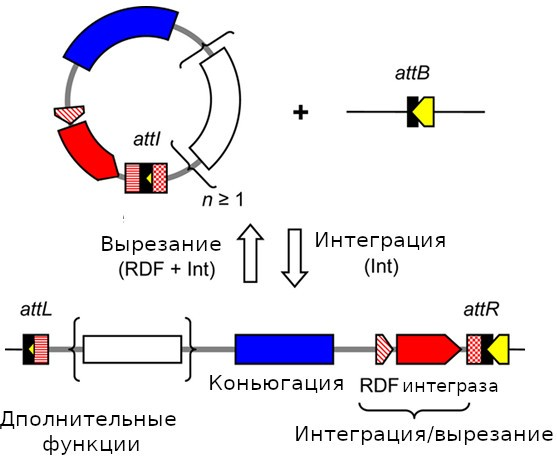 attB
+
attI
n ≥ 1
Вырезание
(RDF + Int)
Интеграция
(Int)
attL
attR
Коньюгация
RDF интеграза
Дполнительные
функции
Интеграция/вырезание